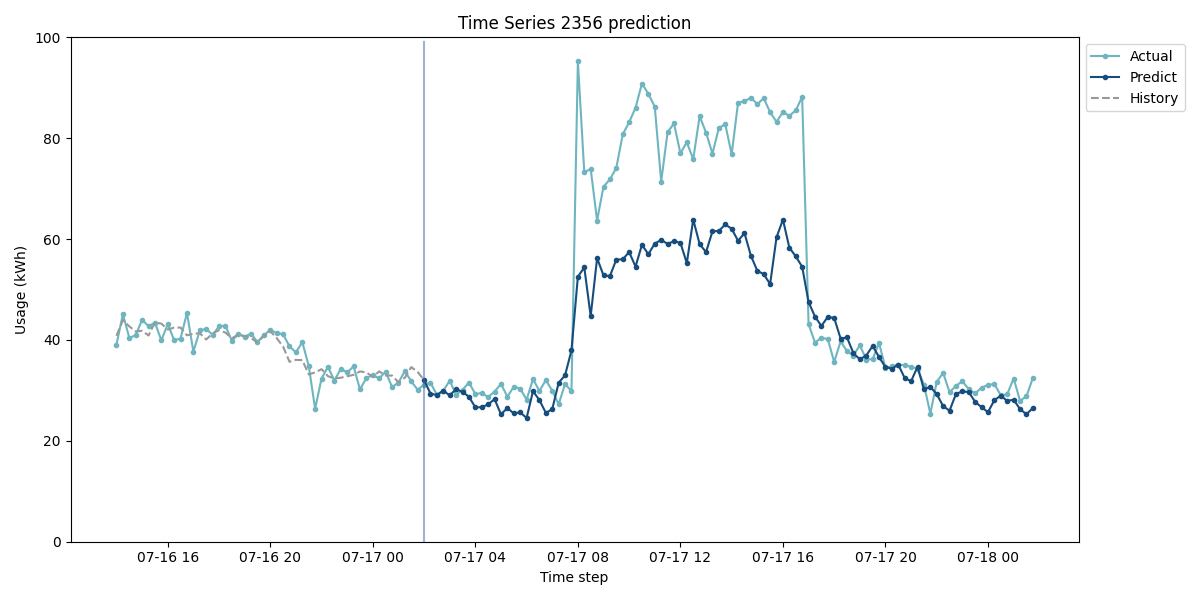 Time Series 2356 prediction
Usage (kWh)
100
80
60
40
20
0
07-16 16
07-16 20
07-17 00
07-17 04
07-17 08
07-17 12
07-17 16
07-17 20
07-18 00
Time step
Actual
Predict
History